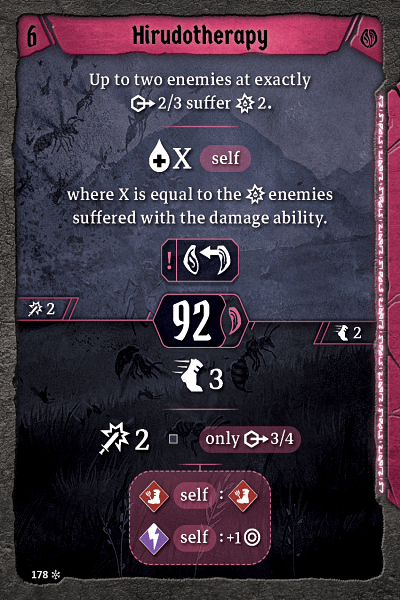 6 Hirudotherapy
Up to two enemies at exactly
2/3 suffer 2.
X self
where X is equal to the enemies
suffered with the damage ability.
!
2
92
2
3
2 only 3/4
self :
self : +1
178